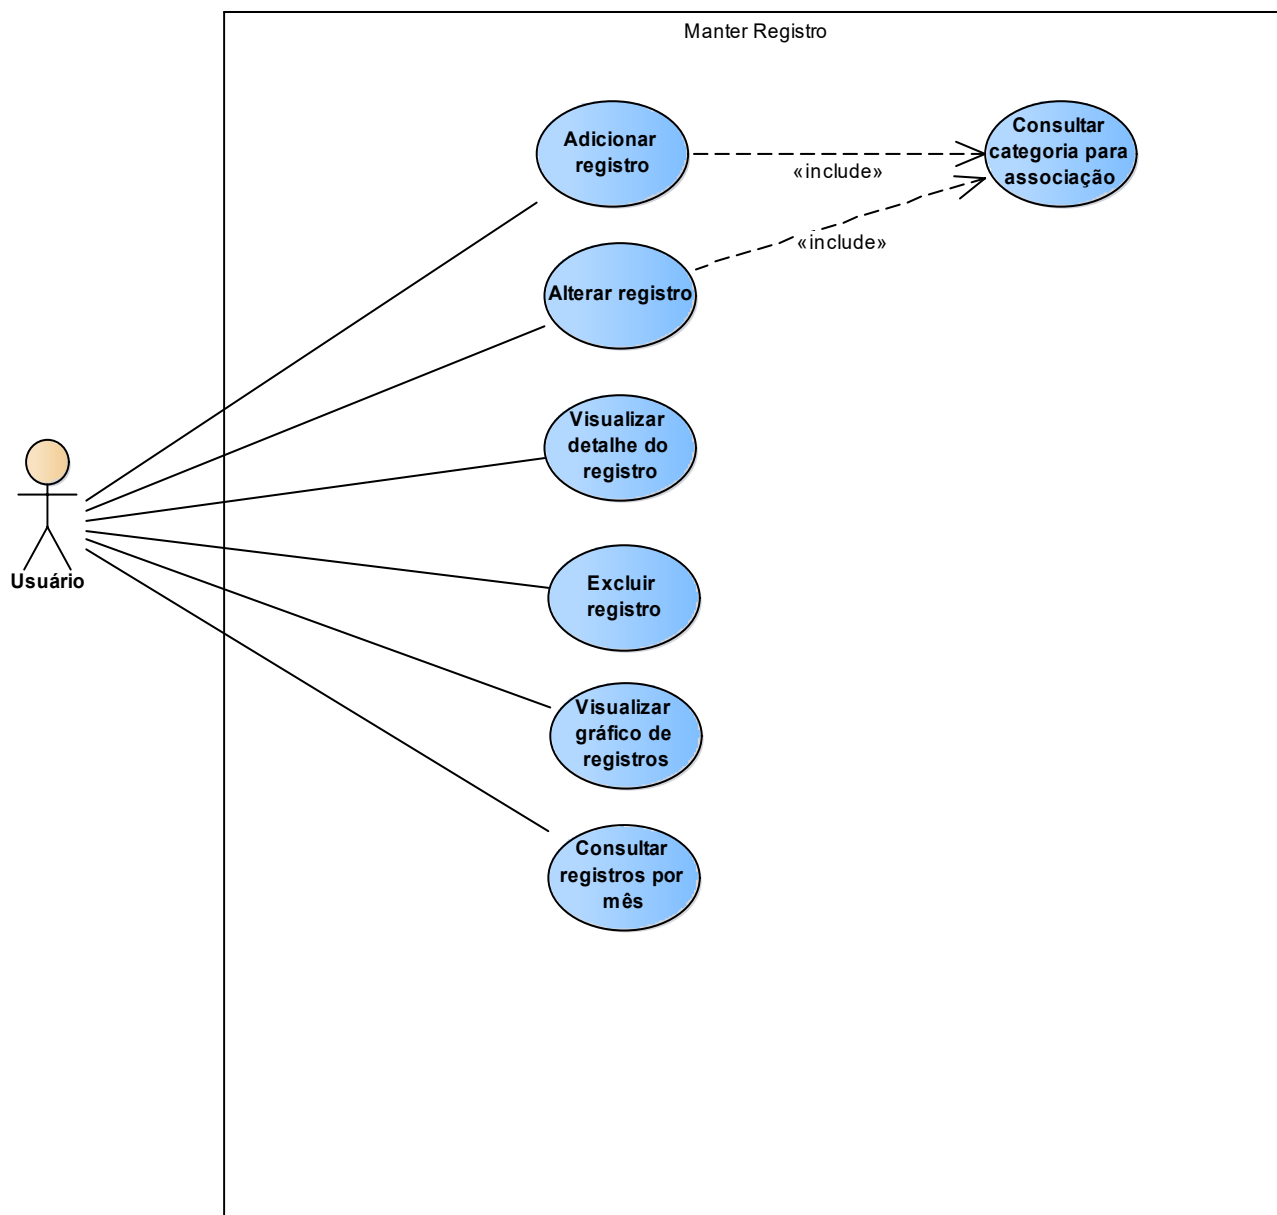 Manter Registro
Adicionar
registro
«include»
Consultar
categoria para
associação
Alterar registro
«include»
Visualizar
detalhe do
registro
Usuário
Excluir
registro
Visualizar
gráfico de
registros
Consultar
registros por
mês